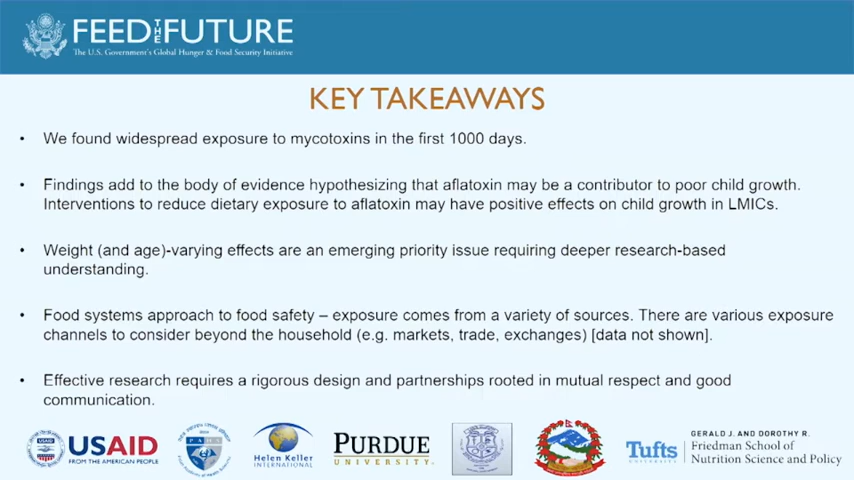 FEED THE FUTURE
The U.S. Government's Global Hunger & Food Security Initiative
KEY TAKEAWAYS
• We found widespread exposure to mycotoxins in the first 1000 days.
• Findings add to the body of evidence hypothesizing that aflatoxin may be a contributor to poor child growth.
Interventions to reduce dietary exposure to aflatoxin may have positive effects on child growth in LMICs.
• Weight (and age)-varying effects are an emerging priority issue requiring deeper research-based
understanding.
• Food systems approach to food safety – exposure comes from a variety of sources. There are various exposure
channels to consider beyond the household (e.g. markets, trade, exchanges) [data not shown].
• Effective research requires a rigorous design and partnerships rooted in mutual respect and good
communication.
USAID
USAID
FROM THE AMERICAN PEOPLE
PAHS
Helen Keller
INTERNATIONAL
PURDUE
UNIVERSITY
Tufts
UNIVERSITY
GERALD J. AND DOROTHY R.
Friedman School of
Nutrition Science and Policy